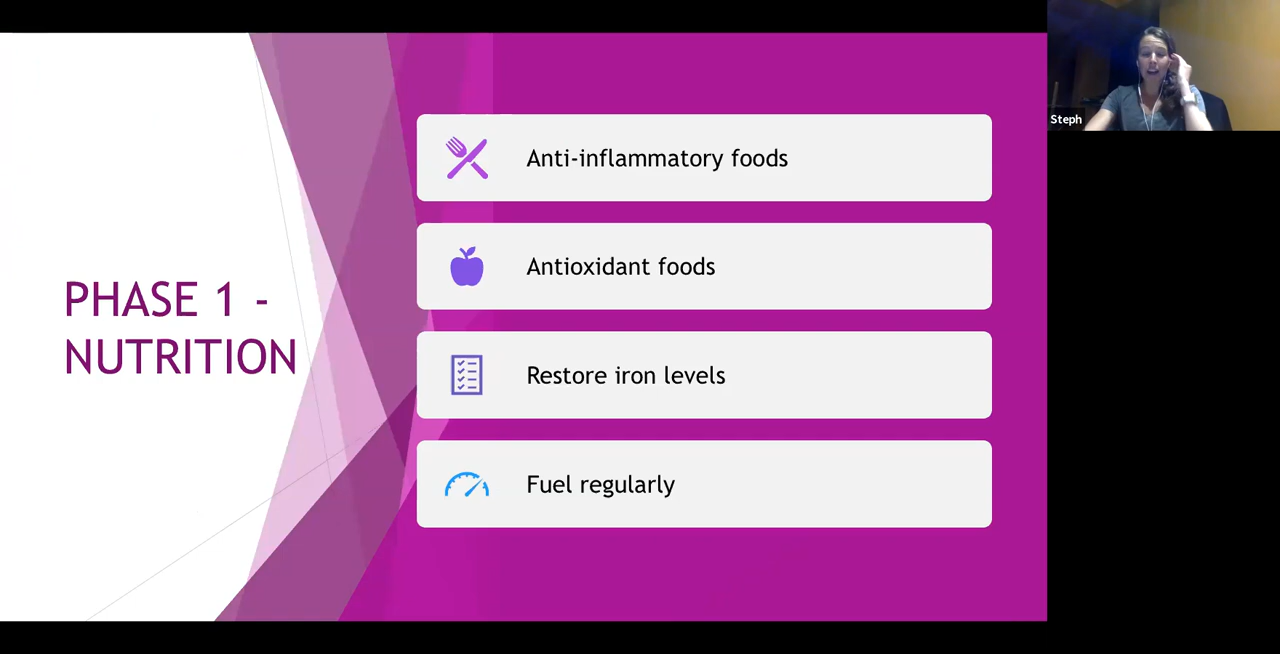 PHASE 1 -
NUTRITION
Anti-inflammatory foods
Antioxidant foods
Restore iron levels
Fuel regularly
Steph